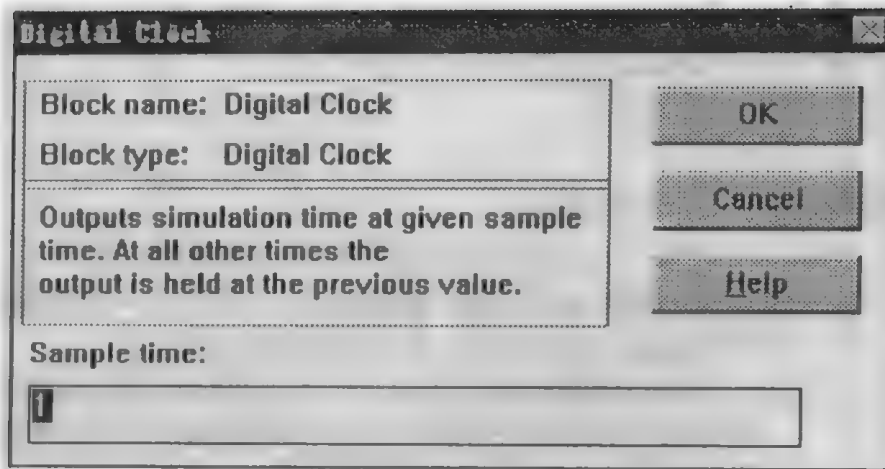 Digital Clock
Block name: Digital Clock
Block type: Digital Clock
Outputs simulation time at given sample
time. At all other times the
output is held at the previous value.
Sample time:
1
OK
Cancel
Help